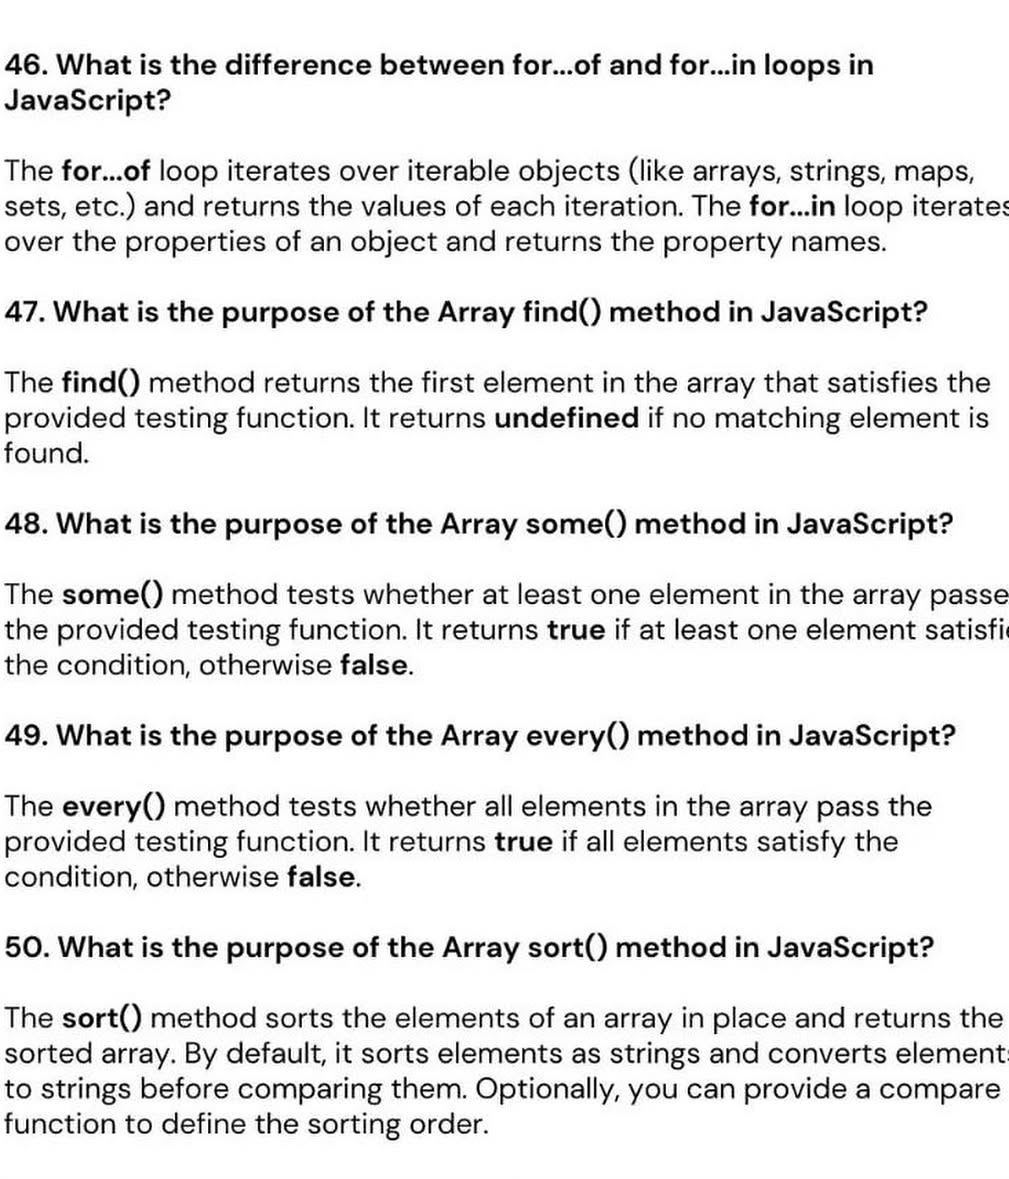 46. What is the difference between for...of and for...in loops in
JavaScript?
The for...of loop iterates over iterable objects (like arrays, strings, maps,
sets, etc.) and returns the values of each iteration. The for...in loop iterates
over the properties of an object and returns the property names.
47. What is the purpose of the Array find() method in JavaScript?
The find() method returns the first element in the array that satisfies the
provided testing function. It returns undefined if no matching element is
found.
48. What is the purpose of the Array some() method in JavaScript?
The some() method tests whether at least one element in the array passe
the provided testing function. It returns true if at least one element satisfi
the condition, otherwise false.
49. What is the purpose of the Array every() method in JavaScript?
The every() method tests whether all elements in the array pass the
provided testing function. It returns true if all elements satisfy the
condition, otherwise false.
50. What is the purpose of the Array sort() method in JavaScript?
The sort() method sorts the elements of an array in place and returns the
sorted array. By default, it sorts elements as strings and converts elements
to strings before comparing them. Optionally, you can provide a compare
function to define the sorting order.